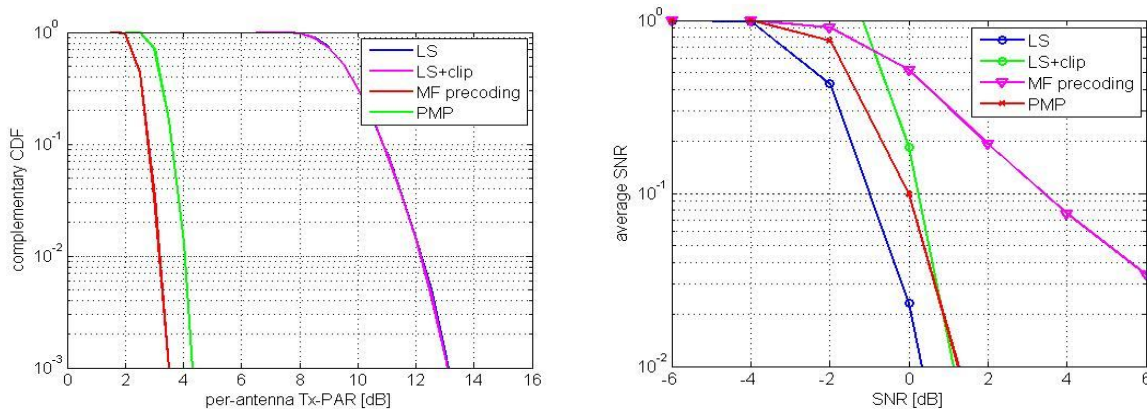 complementary CDF
10^0
10^-1
10^-2
10^-3
LS
LS+clip
MF precoding
PMP
0 2 4 6 8 10 12 14 16
per-antenna Tx-PAR [dB]
average SNR
10^0
10^-1
10^-2
LS
LS+clip
MF precoding
PMP
-6 -4 -2 0 2 4 6
SNR [dB]